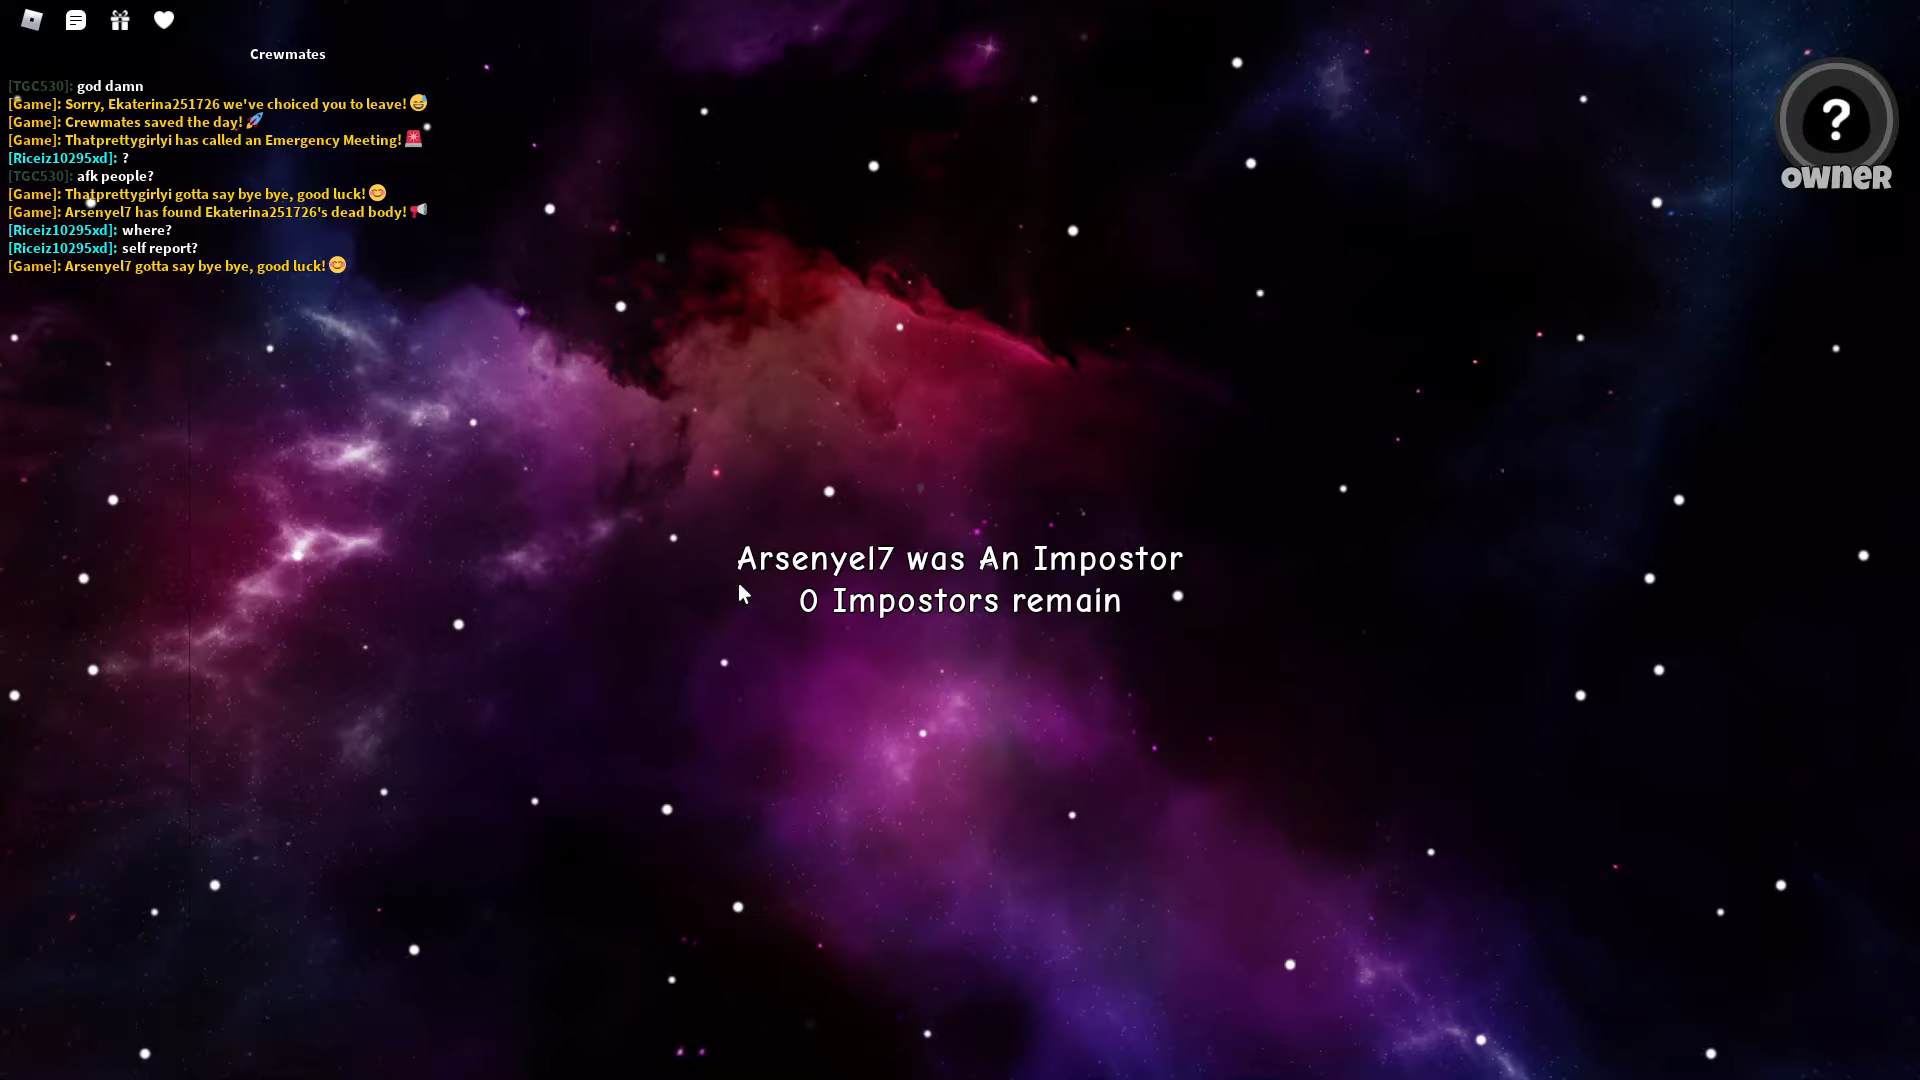 Crewmates
[TGC530]: god damn
[Game]: Sorry, Ekaterina251726 we've choiced you to leave! 😅
[Game]: Crewmates saved the day! 🚀
[Game]: Thatprettygirlyi has called an Emergency Meeting! 🚨
[Riceiz10295xd]: ?
[TGC530]: afk people?
[Game]: Thatprettygirlyi gotta say bye bye, good luck! 😊
[Game]: Arsenyel7 has found Ekaterina251726's dead body! 📢
[Riceiz10295xd]: where?
[Riceiz10295xd]: self report?
[Game]: Arsenyel7 gotta say bye bye, good luck! 😊
?
OWNER
Arsenyel7 was An Impostor
0 Impostors remain